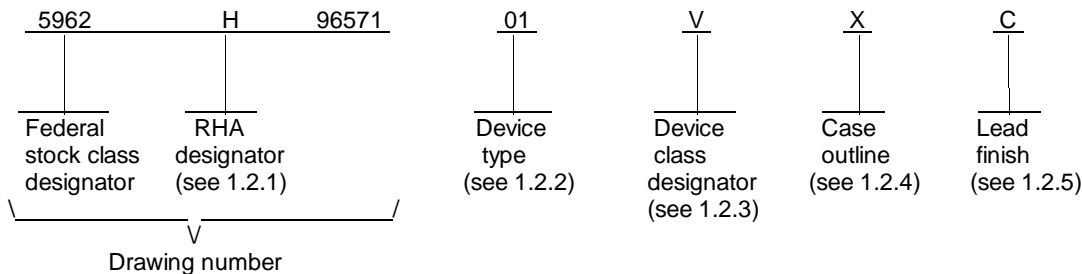 5962 H 96571 01 V X C
Federal RHA Device Device Case Lead
stock class designator type class outline finish
designator (see 1.2.1) (see 1.2.2) designator (see 1.2.4) (see 1.2.5)
(see 1.2.3)
Drawing number